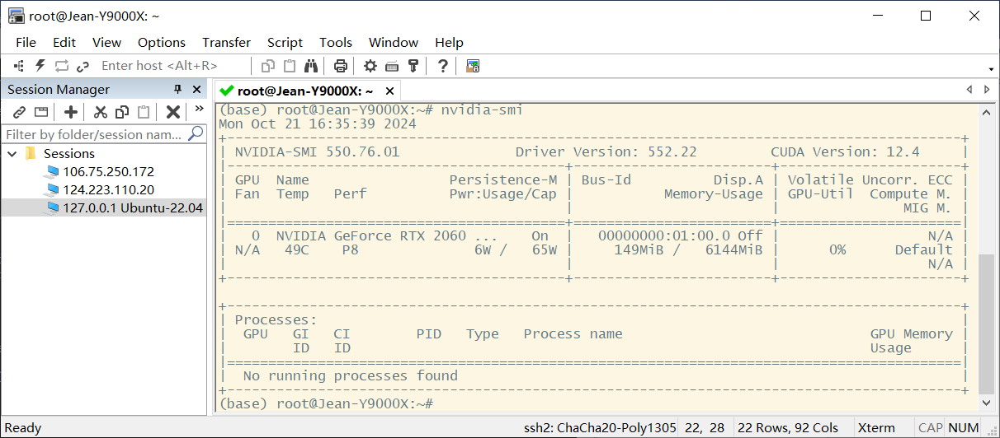 root@Jean-Y9000X: ~
File Edit View Options Transfer Script Tools Window Help
Enter host <Alt+R>
Session Manager
Filter by folder/session nam...
Sessions
106.75.250.172
124.223.110.20
127.0.0.1 Ubuntu-22.04
root@Jean-Y9000X: ~
(base) root@Jean-Y9000X:~# nvidia-smi
Mon Oct 21 16:35:39 2024
+-----------------------------------------------------------------------------------------+
| NVIDIA-SMI 550.76.01              Driver Version: 552.22         CUDA Version: 12.4     |
|-----------------------------------------+------------------------+----------------------+
| GPU  Name                 Persistence-M | Bus-Id          Disp.A | Volatile Uncorr. ECC |
| Fan  Temp   Perf          Pwr:Usage/Cap |           Memory-Usage | GPU-Util  Compute M. |
|                                         |                        |               MIG M. |
|=========================================+========================+======================|
|   0  NVIDIA GeForce RTX 2060 ...    On  |   00000000:01:00.0 Off |                  N/A |
| N/A   49C    P8              6W /   65W |     149MiB /   6144MiB |      0%      Default |
|                                         |                        |                  N/A |
+-----------------------------------------+------------------------+----------------------+
+-----------------------------------------------------------------------------------------+
| Processes:                                                                              |
|  GPU   GI   CI        PID   Type   Process name                              GPU Memory |
|        ID   ID                                                               Usage      |
|=========================================================================================|
|  No running processes found                                                             |
+-----------------------------------------------------------------------------------------+
(base) root@Jean-Y9000X:~#
Ready ssh2: ChaCha20-Poly1305 22, 28 22 Rows, 92 Cols Xterm CAP NUM